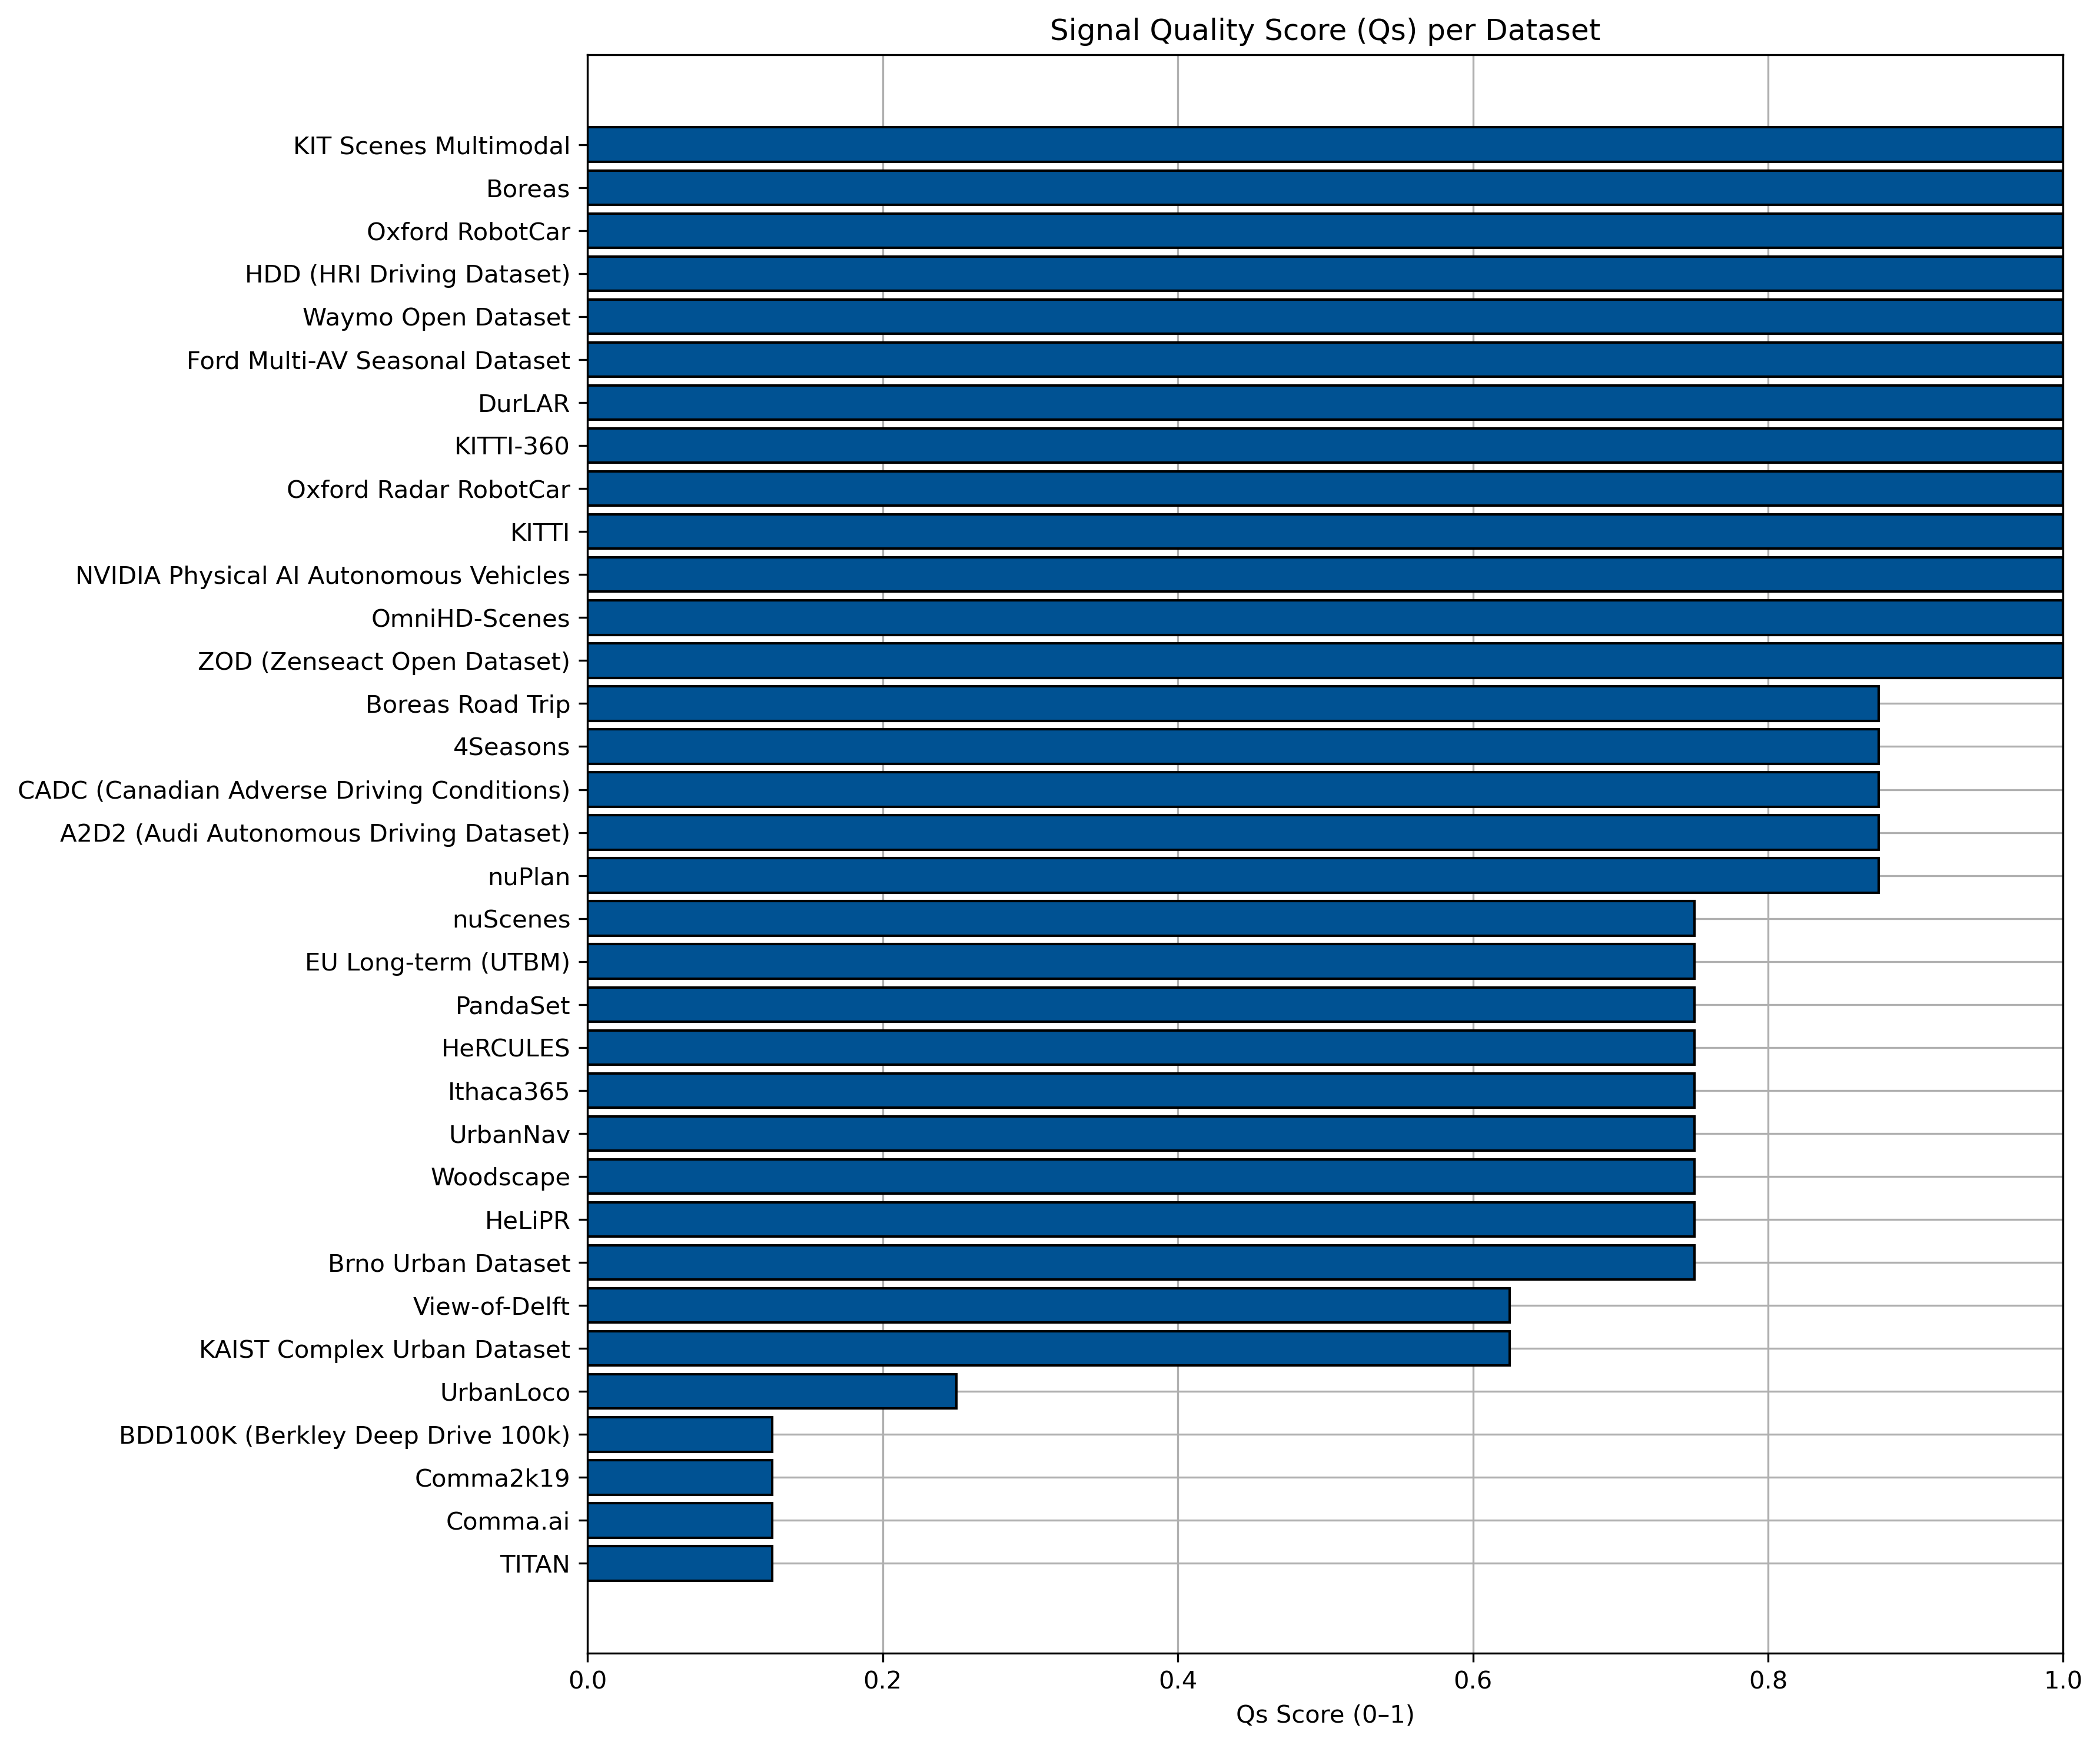 Signal Quality Score (Qs) per Dataset
KIT Scenes Multimodal
Boreas
Oxford RobotCar
HDD (HRI Driving Dataset)
Waymo Open Dataset
Ford Multi-AV Seasonal Dataset
DurLAR
KITTI-360
Oxford Radar RobotCar
KITTI
NVIDIA Physical AI Autonomous Vehicles
OmniHD-Scenes
ZOD (Zenseact Open Dataset)
Boreas Road Trip
4Seasons
CADC (Canadian Adverse Driving Conditions)
A2D2 (Audi Autonomous Driving Dataset)
nuPlan
nuScenes
EU Long-term (UTBM)
PandaSet
HeRCULES
Ithaca365
UrbanNav
Woodscape
HeLiPR
Brno Urban Dataset
View-of-Delft
KAIST Complex Urban Dataset
UrbanLoco
BDD100K (Berkley Deep Drive 100k)
Comma2k19
Comma.ai
TITAN
0.0 0.2 0.4 0.6 0.8 1.0
Qs Score (0–1)